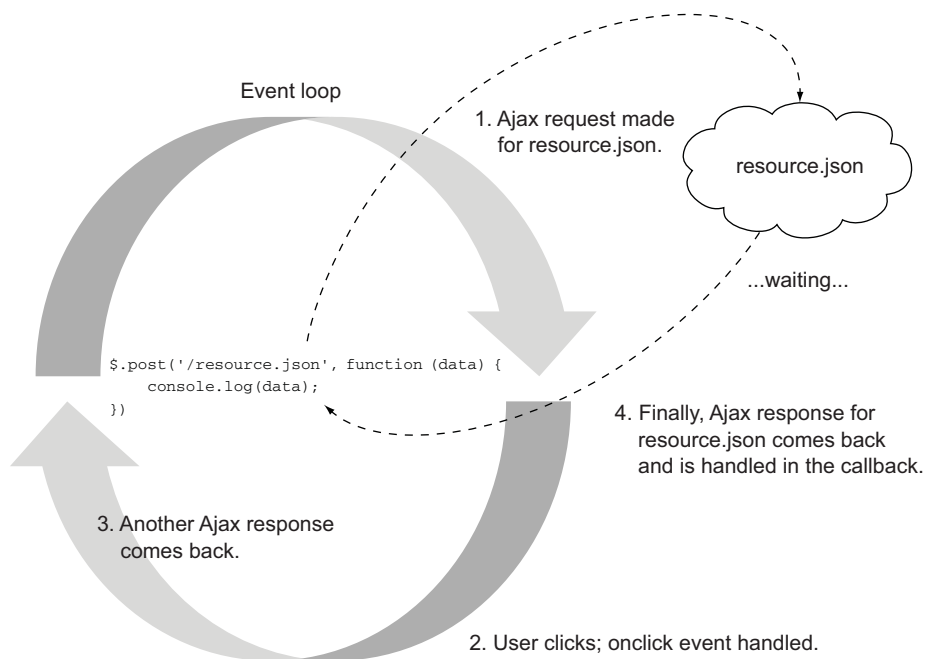 Event loop
1. Ajax request made
for resource.json.
resource.json
...waiting...
$.post('/resource.json', function (data) {
    console.log(data);
})
4. Finally, Ajax response for
resource.json comes back
and is handled in the callback.
3. Another Ajax response
comes back.
2. User clicks; onclick event handled.